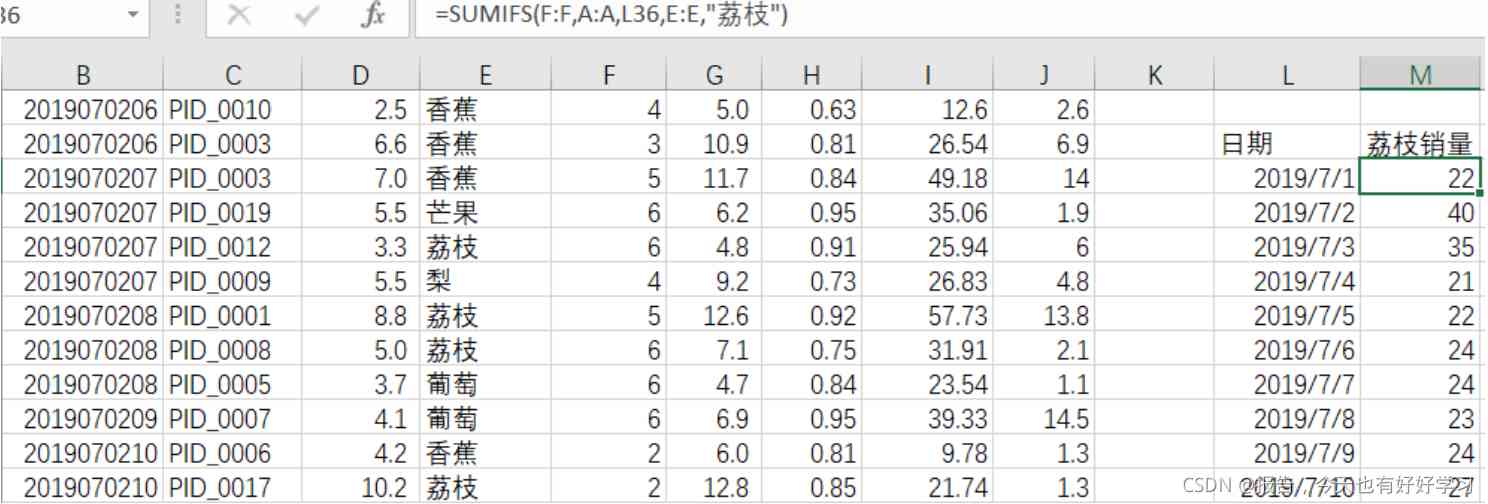 36 fx =SUMIFS(F:F,A:A,L36,E:E,"荔枝")
B C D E F G H I J K L M
2019070206 PID_0010 2.5 香蕉 4 5.0 0.63 12.6 2.6
2019070206 PID_0003 6.6 香蕉 3 10.9 0.81 26.54 6.9 日期 荔枝销量
2019070207 PID_0003 7.0 香蕉 5 11.7 0.84 49.18 14 2019/7/1 22
2019070207 PID_0019 5.5 芒果 6 6.2 0.95 35.06 1.9 2019/7/2 40
2019070207 PID_0012 3.3 荔枝 6 4.8 0.91 25.94 6 2019/7/3 35
2019070207 PID_0009 5.5 梨 4 9.2 0.73 26.83 4.8 2019/7/4 21
2019070208 PID_0001 8.8 荔枝 5 12.6 0.92 57.73 13.8 2019/7/5 22
2019070208 PID_0008 5.0 荔枝 6 7.1 0.75 31.91 2.1 2019/7/6 24
2019070208 PID_0005 3.7 葡萄 6 4.7 0.84 23.54 1.1 2019/7/7 24
2019070209 PID_0007 4.1 葡萄 6 6.9 0.95 39.33 14.5 2019/7/8 23
2019070210 PID_0006 4.2 香蕉 2 6.0 0.81 9.78 1.3 2019/7/9 24
2019070210 PID_0017 10.2 荔枝 2 12.8 0.85 21.74 1.3 2019/7/10 27
CSDN 今天也有好好学习